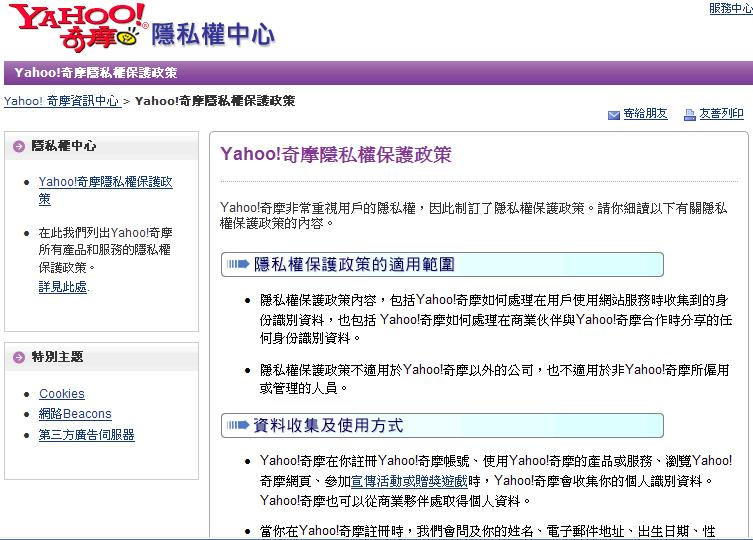 YAHOO!® 奇摩 隱私權中心
服務中心
Yahoo!奇摩隱私權保護政策
Yahoo! 奇摩資訊中心 > Yahoo!奇摩隱私權保護政策
寄給朋友 友善列印
隱私權中心
Yahoo!奇摩隱私權保護政
策
在此我們列出Yahoo!奇摩
所有產品和服務的隱私權
保護政策。
詳見此處.
特別主題
Cookies
網路Beacons
第三方廣告伺服器
Yahoo!奇摩隱私權保護政策
Yahoo!奇摩非常重視用戶的隱私權，因此制訂了隱私權保護政策。請你細讀以下有關隱私
權保護政策的內容。
隱私權保護政策的適用範圍
隱私權保護政策內容，包括Yahoo!奇摩如何處理在用戶使用網站服務時收集到的身
份識別資料，也包括 Yahoo!奇摩如何處理在商業伙伴與Yahoo!奇摩合作時分享的任
何身份識別資料。
隱私權保護政策不適用於Yahoo!奇摩以外的公司，也不適用於非Yahoo!奇摩所僱用
或管理的人員。
資料收集及使用方式
Yahoo!奇摩在你註冊Yahoo!奇摩帳號、使用Yahoo!奇摩的產品或服務、瀏覽Yahoo!
奇摩網頁、參加宣傳活動或贈獎遊戲時，Yahoo!奇摩會收集你的個人識別資料。
Yahoo!奇摩也可以從商業夥伴處取得個人資料。
當你在Yahoo!奇摩註冊時，我們會問及你的姓名、電子郵件地址、出生日期、性